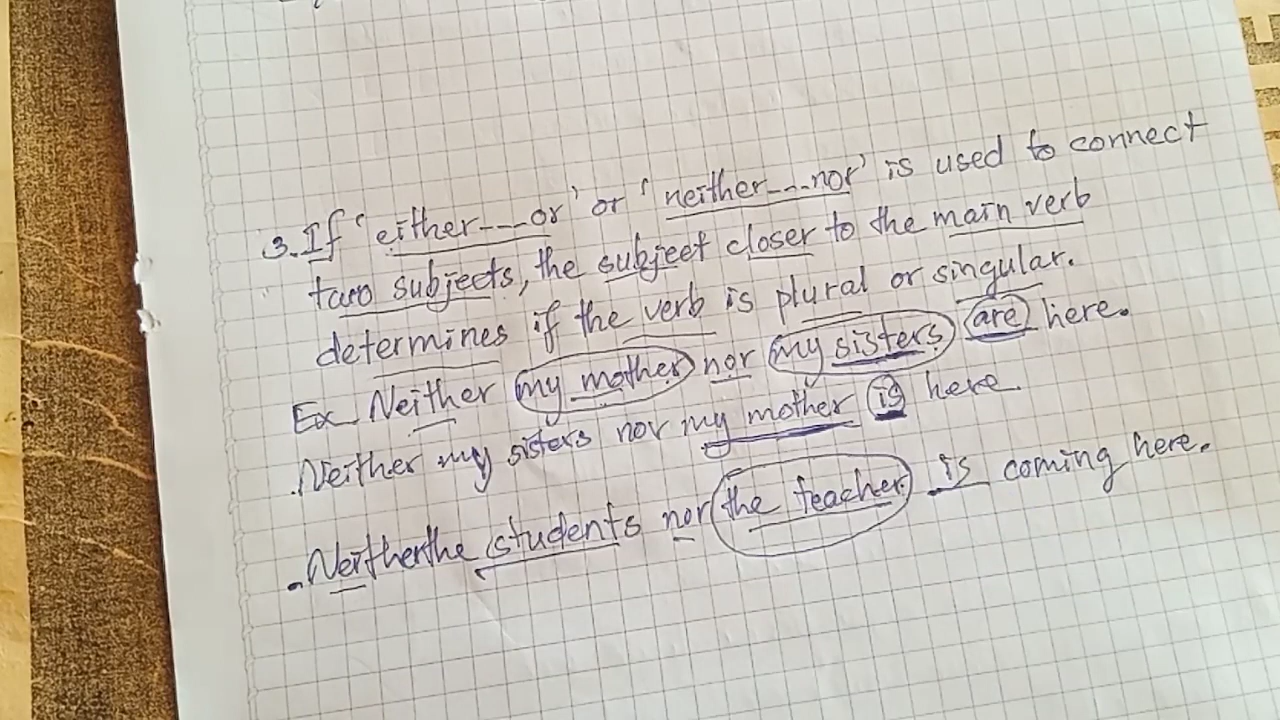 3. If 'either---or' or 'neither---nor' is used to connect
two subjects, the subject closer to the main verb
determines if the verb is plural or singular.
Ex Neither my mother nor my sisters are here.
.Neither my sisters nor my mother is here
.Neitherthe students nor the teacher is coming here.